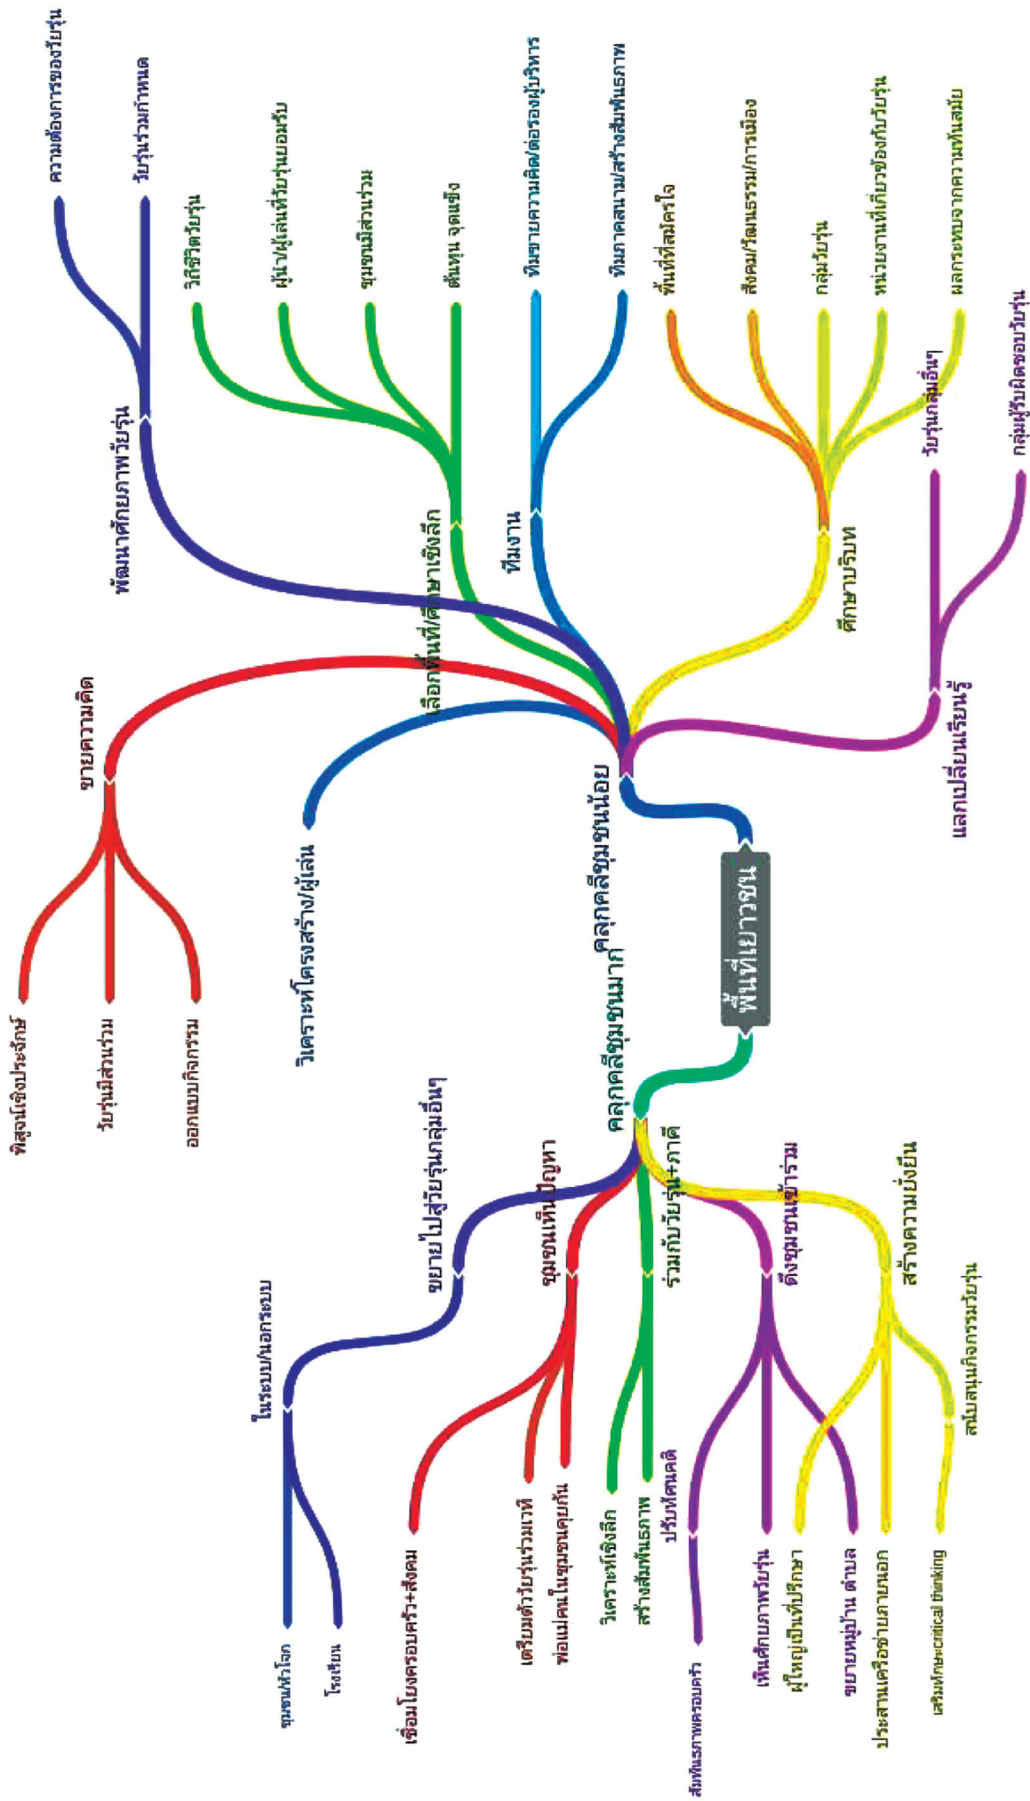 พื้นที่เยาวชน
คลุกคลีชุมชนน้อย
แลกเปลี่ยนเรียนรู้
กลุ่มผู้รับผิดชอบวัยรุ่น
วัยรุ่นกลุ่มอื่นๆ
ศึกษาบริบท
ผลกระทบจากความทันสมัย
หน่วยงานที่เกี่ยวข้องกับวัยรุ่น
กลุ่มวัยรุ่น
สังคม/วัฒนธรรม/การเมือง
พื้นที่ที่สมัครใจ
ทีมงาน
ทีมภาคสนาม/สร้างสัมพันธภาพ
ทีมขายความคิด/ต่อรองผู้บริหาร
เลือกพื้นที่/ศึกษาเชิงลึก
ต้นทุน จุดแข็ง
ชุมชนมีส่วนร่วม
ผู้นำ/ผู้เล่นที่วัยรุ่นยอมรับ
วิถีชีวิตวัยรุ่น
พัฒนาศักยภาพวัยรุ่น
วัยรุ่นร่วมกำหนด
ความต้องการของวัยรุ่น
ขายความคิด
พิสูจน์เชิงประจักษ์
วัยรุ่นมีส่วนร่วม
ออกแบบกิจกรรม
วิเคราะห์โครงสร้าง/ผู้เล่น
คลุกคลีชุมชนมาก
ขยายไปสู่วัยรุ่นกลุ่มอื่นๆ
ในระบบ/นอกระบบ
ชุมชน/หัวโจก
โรงเรียน
ชุมชนเห็นปัญหา
เชื่อมโยงครอบครัว+สังคม
เตรียมตัววัยรุ่นร่วมเวที
พ่อแม่คนในชุมชนคุยกัน
ร่วมกับวัยรุ่น+ภาคี
วิเคราะห์เชิงลึก
สร้างสัมพันธภาพ
ดึงชุมชนเข้าร่วม
ปรับทัศนคติ
สัมพันธภาพครอบครัว
เห็นศักยภาพวัยรุ่น
ขยายหมู่บ้าน ตำบล
สร้างความยั่งยืน
ผู้ใหญ่เป็นที่ปรึกษา
ประสานเครือข่ายภายนอก
สนับสนุนกิจกรรมวัยรุ่น
เสริมทักษะcritical thinking